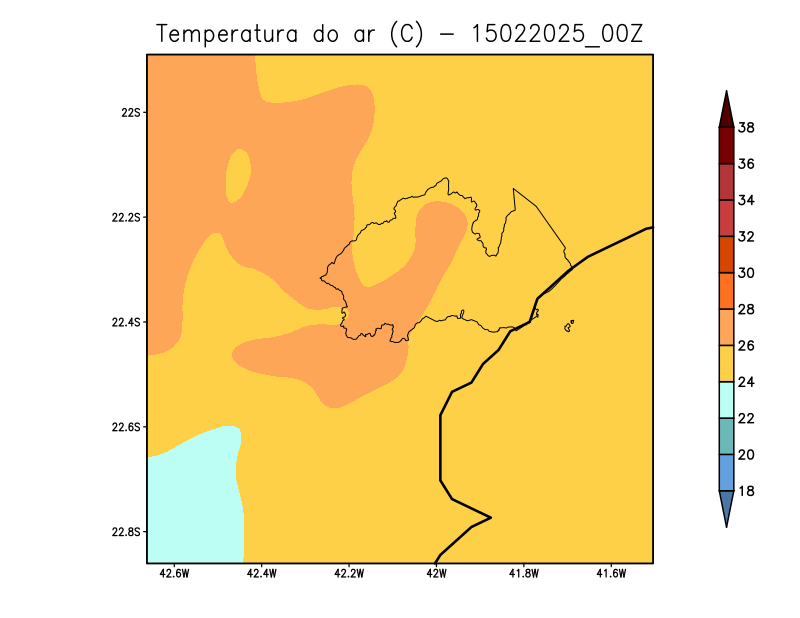 Temperatura do ar (C) - 15022025_00Z
22S
22.2S
22.4S
22.6S
22.8S
42.6W
42.4W
42.2W
42W
41.8W
41.6W
38
36
34
32
30
28
26
24
22
20
18